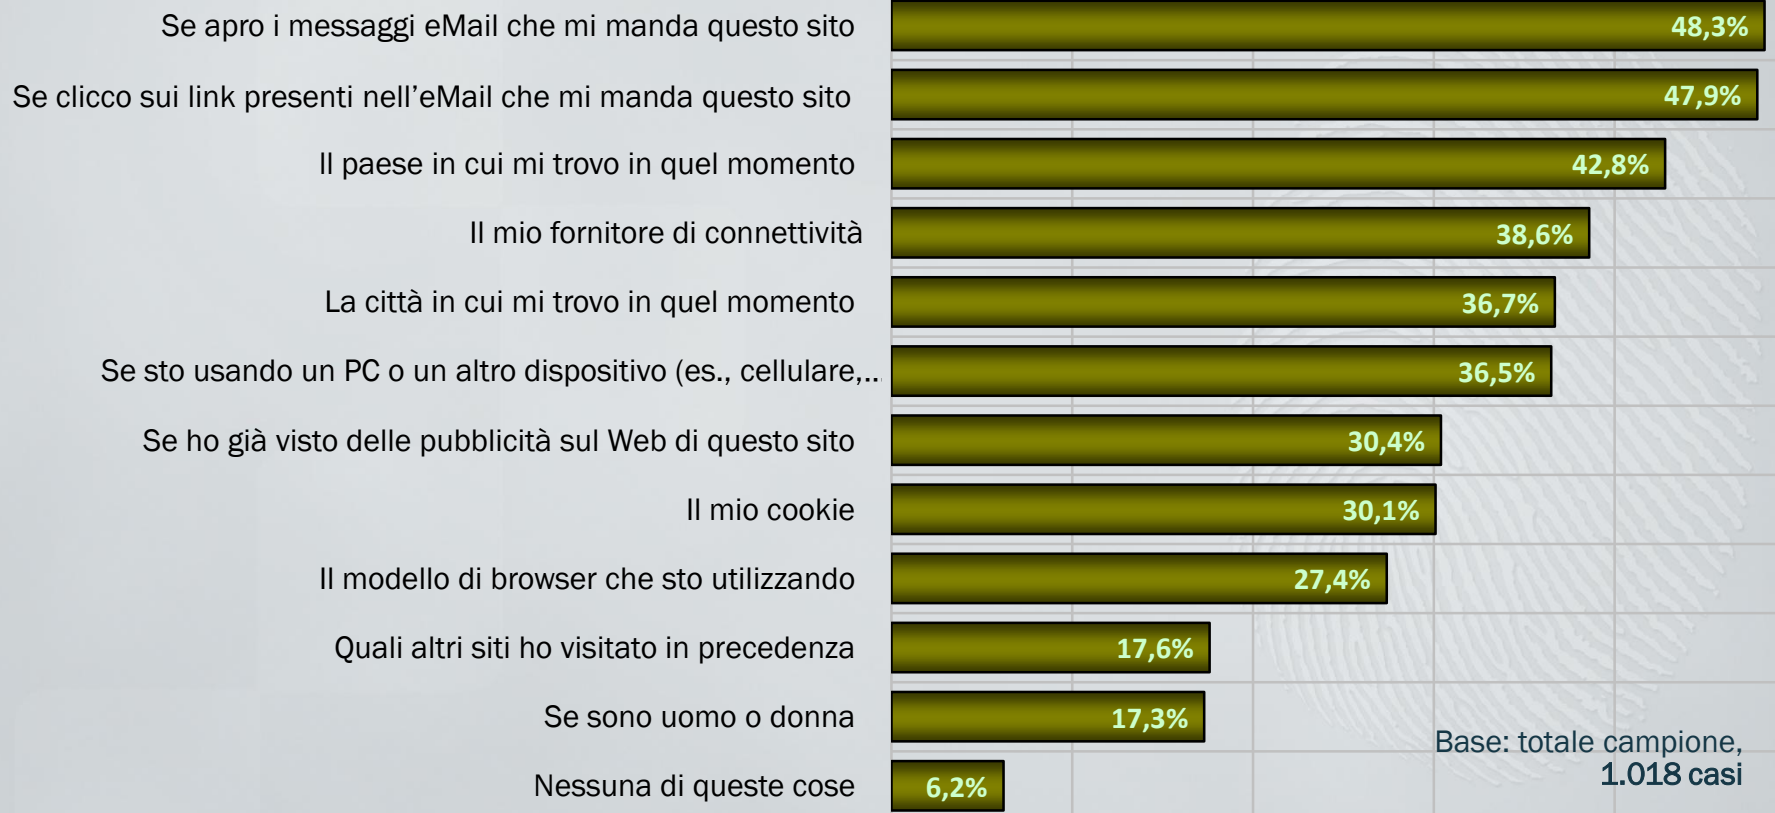 Se apro i messaggi eMail che mi manda questo sito 48,3%
Se clicco sui link presenti nell'eMail che mi manda questo sito 47,9%
Il paese in cui mi trovo in quel momento 42,8%
Il mio fornitore di connettività 38,6%
La città in cui mi trovo in quel momento 36,7%
Se sto usando un PC o un altro dispositivo (es., cellulare,... 36,5%
Se ho già visto delle pubblicità sul Web di questo sito 30,4%
Il mio cookie 30,1%
Il modello di browser che sto utilizzando 27,4%
Quali altri siti ho visitato in precedenza 17,6%
Se sono uomo o donna 17,3%
Nessuna di queste cose 6,2%
Base: totale campione,
1.018 casi